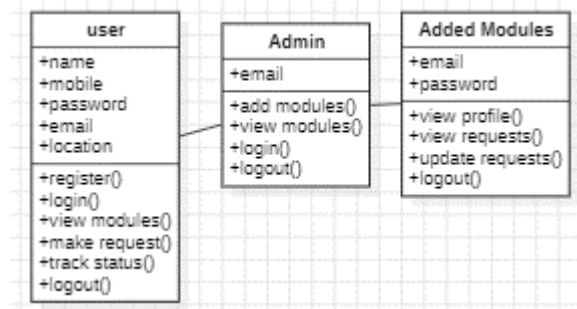 user
+name
+mobile
+password
+email
+location
+register()
+login()
+view modules()
+make request()
+track status()
+logout()
Admin
+email
+add modules()
+view modules()
+login()
+logout()
Added Modules
+email
+password
+view profile()
+view requests()
+update requests()
+logout()